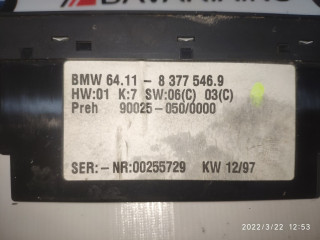 BMW 64.11 - 8 377 546.9
HW:01 K:7 SW:06(C) 03(C)
Preh 90025-050/0000
SER:-NR:00255729 KW 12/97
2022/3/22 12:53